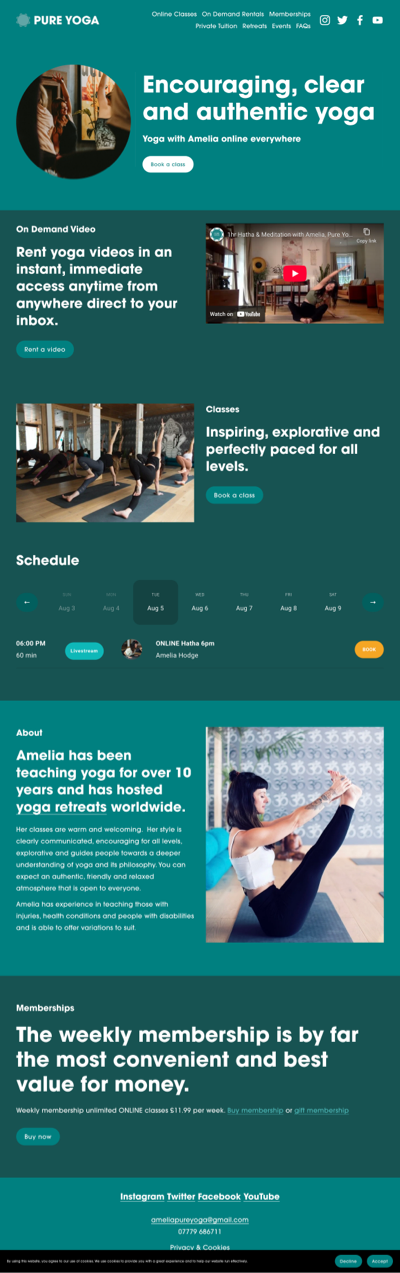 PURE YOGA
Online Classes On Demand Rentals Memberships
Private Tuition Retreats Events FAQs
Encouraging, clear
and authentic yoga
Yoga with Amelia online everywhere
Book a class
On Demand Video
Rent yoga videos in an
instant, immediate
access anytime from
anywhere direct to your
inbox.
Rent a video
1hr Hatha & Meditation with Amelia, Pure Yo...
Copy link
Watch on YouTube
Classes
Inspiring, explorative and
perfectly paced for all
levels.
Book a class
Schedule
SUN MON TUE WED THU FRI SAT
← Aug 3 Aug 4 Aug 5 Aug 6 Aug 7 Aug 8 Aug 9 →
06:00 PM
60 min
Livestream
ONLINE Hatha 6pm
Amelia Hodge
BOOK
About
Amelia has been
teaching yoga for over 10
years and has hosted
yoga retreats worldwide.
Her classes are warm and welcoming. Her style is
clearly communicated, encouraging for all levels,
explorative and guides people towards a deeper
understanding of yoga and its philosophy. You can
expect an authentic, friendly and relaxed
atmosphere that is open to everyone.
Amelia has experience in teaching those with
injuries, health conditions and people with disabilities
and is able to offer variations to suit.
Memberships
The weekly membership is by far
the most convenient and best
value for money.
Weekly membership unlimited ONLINE classes £11.99 per week. Buy membership or gift membership
Buy now
Instagram Twitter Facebook YouTube
ameliapureyoga@gmail.com
07779 686711
Privacy & Cookies
By using this website, you agree to our use of cookies. We use cookies to provide you with a great experience and to help our website run effectively.
Decline
Accept